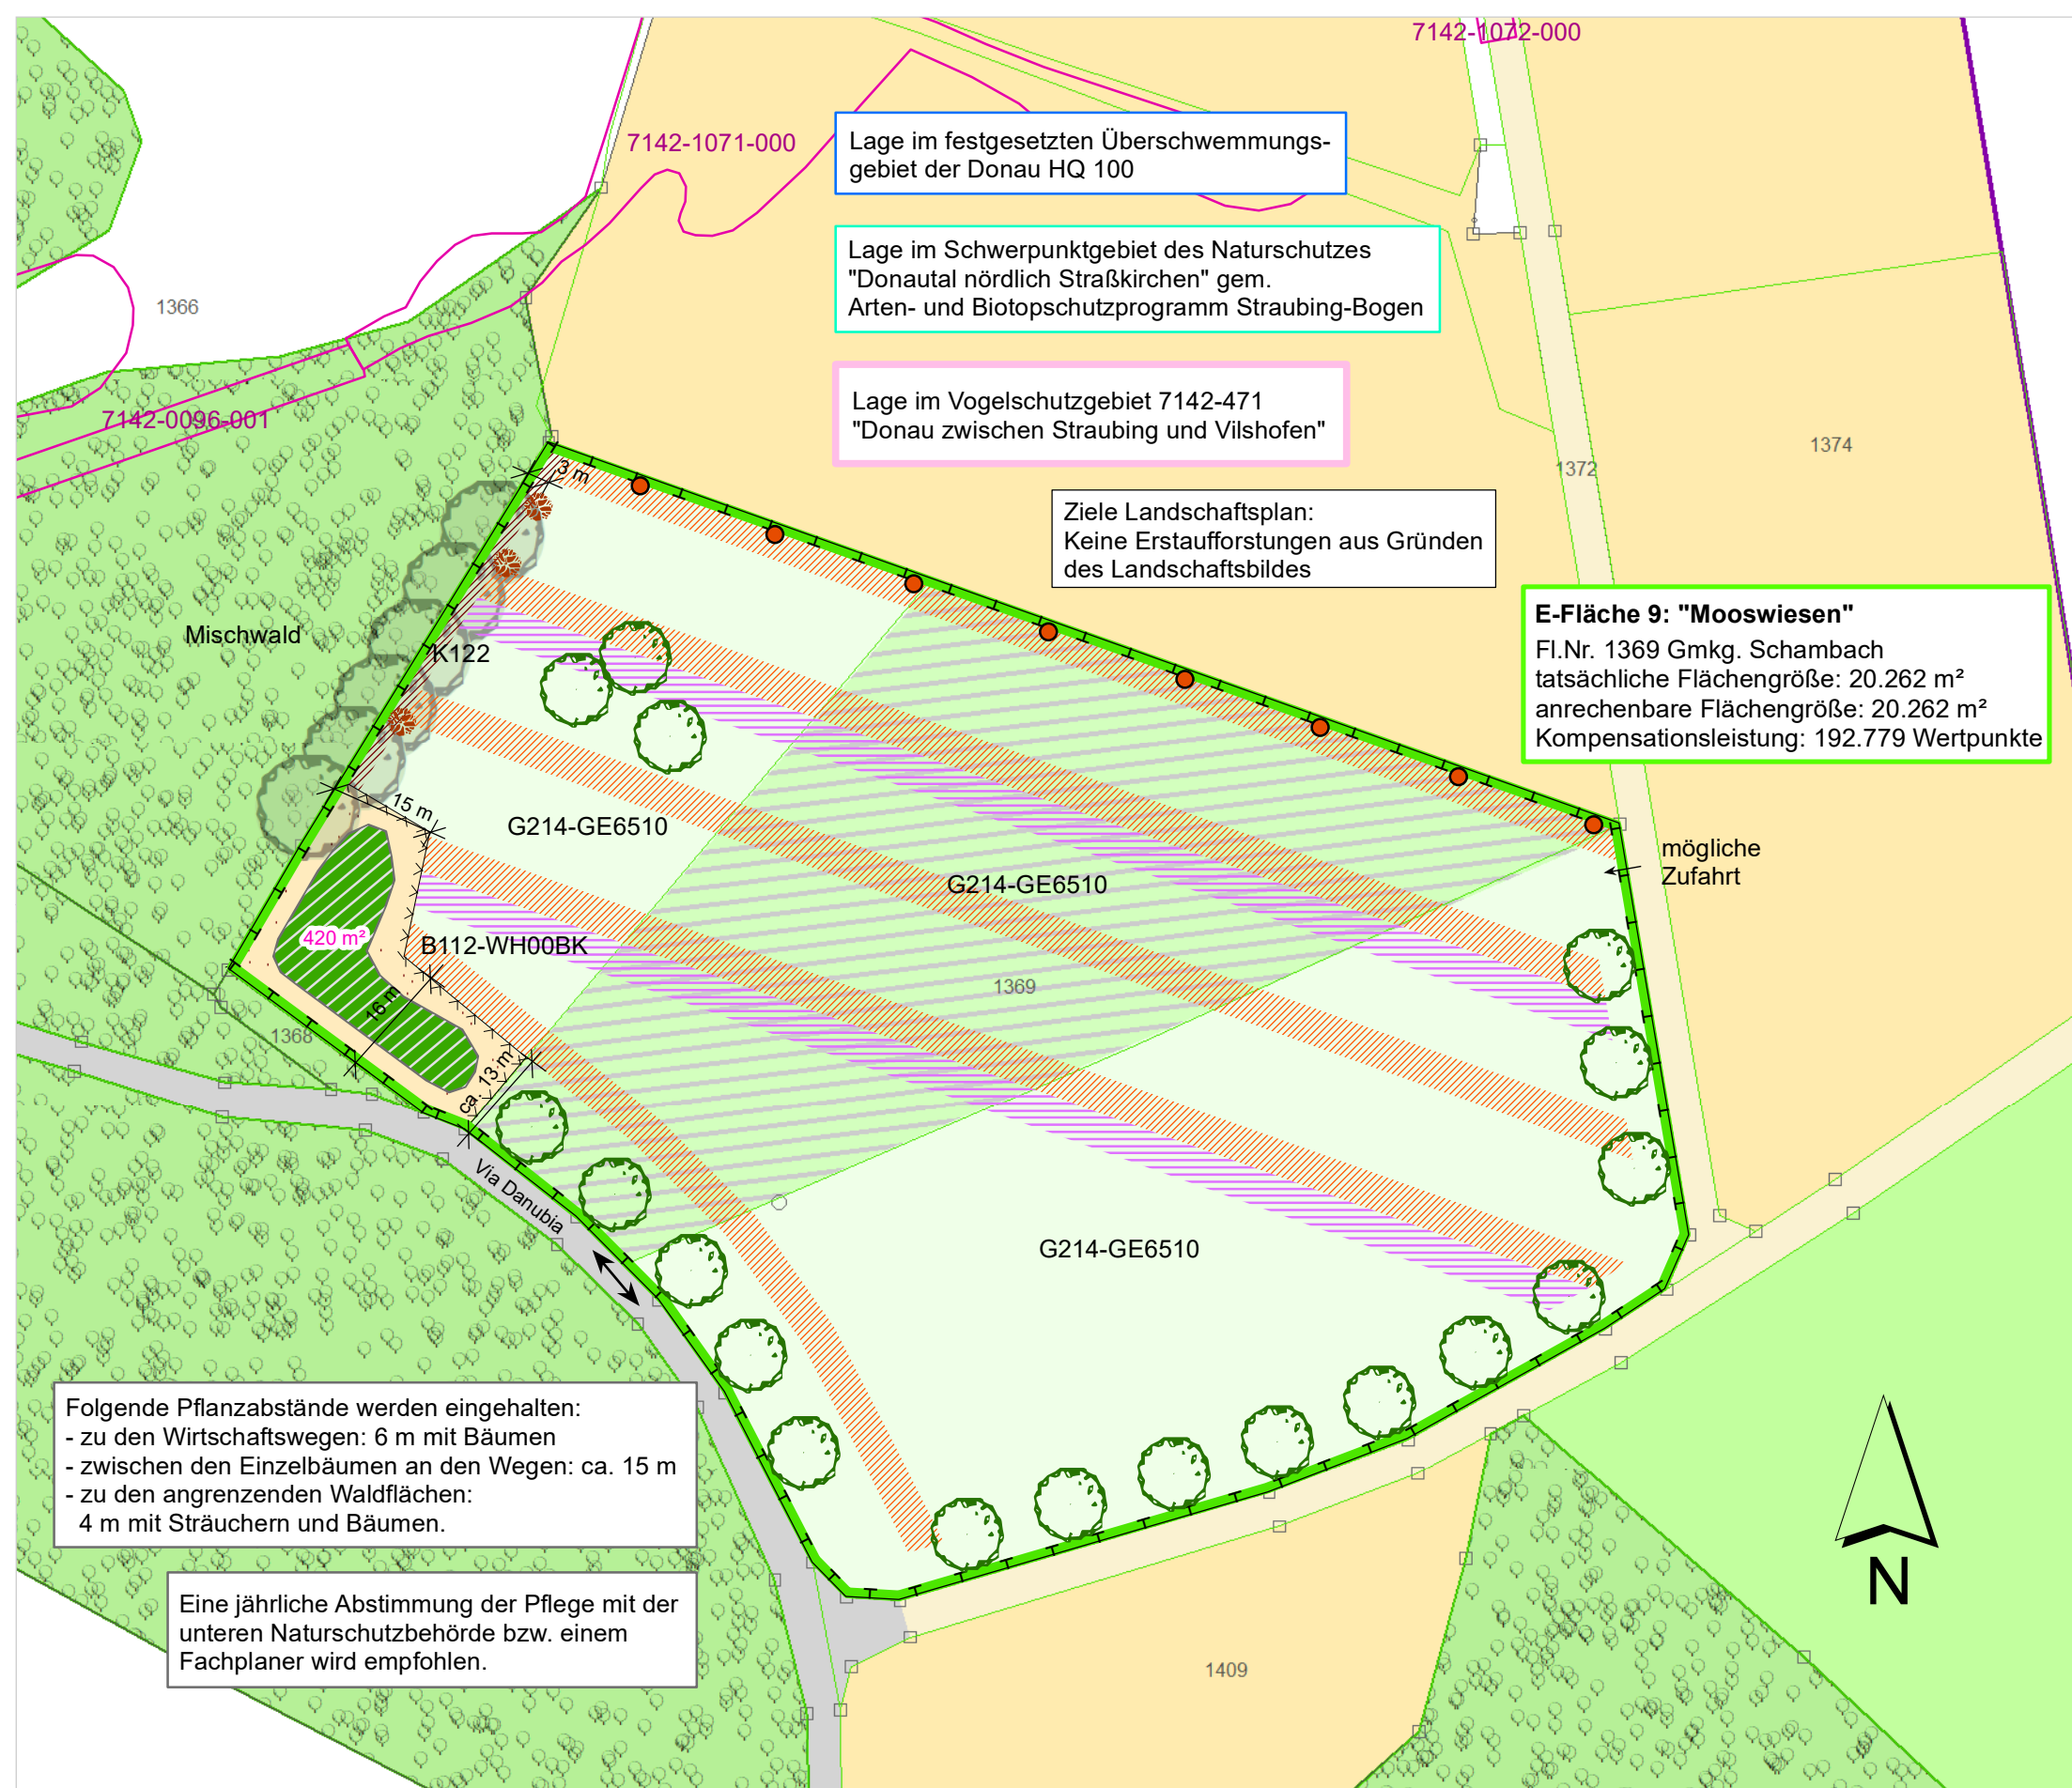 7142-1072-000
7142-1071-000
Lage im festgesetzten Überschwemmungs-
gebiet der Donau HQ 100
Lage im Schwerpunktgebiet des Naturschutzes
"Donautal nördlich Straßkirchen" gem.
Arten- und Biotopschutzprogramm Straubing-Bogen
1366
7142-0096-001
Lage im Vogelschutzgebiet 7142-471
"Donau zwischen Straubing und Vilshofen"
1374
1372
3 m
Ziele Landschaftsplan:
Keine Erstaufforstungen aus Gründen
des Landschaftsbildes
E-Fläche 9: "Mooswiesen"
Fl.Nr. 1369 Gmkg. Schambach
tatsächliche Flächengröße: 20.262 m²
anrechenbare Flächengröße: 20.262 m²
Kompensationsleistung: 192.779 Wertpunkte
Mischwald
K122
15 m
G214-GE6510
mögliche
Zufahrt
G214-GE6510
420 m²
B112-WH00BK
1369
16 m
1368
ca. 13 m
Via Danubia
G214-GE6510
Folgende Pflanzabstände werden eingehalten:
- zu den Wirtschaftswegen: 6 m mit Bäumen
- zwischen den Einzelbäumen an den Wegen: ca. 15 m
- zu den angrenzenden Waldflächen:
4 m mit Sträuchern und Bäumen.
N
Eine jährliche Abstimmung der Pflege mit der
unteren Naturschutzbehörde bzw. einem
Fachplaner wird empfohlen.
1409